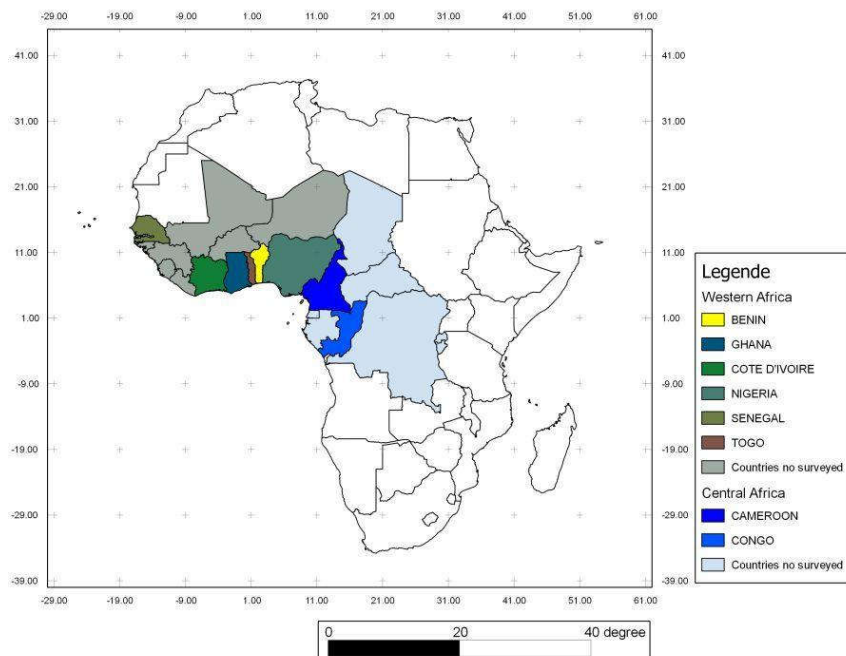 -29.00 -19.00 -9.00 1.00 11.00 21.00 31.00 41.00 51.00 61.00
41.00 41.00
31.00 31.00
21.00 21.00
11.00 11.00
1.00 1.00
-9.00 -9.00
-19.00 -19.00
-29.00 -29.00
-39.00 -39.00
-29.00 -19.00 -9.00 1.00 11.00 21.00 31.00 41.00 51.00 61.00
Legende
Western Africa
BENIN
GHANA
COTE D'IVOIRE
NIGERIA
SENEGAL
TOGO
Countries no surveyed
Central Africa
CAMEROON
CONGO
Countries no surveyed
0 20 40 degree